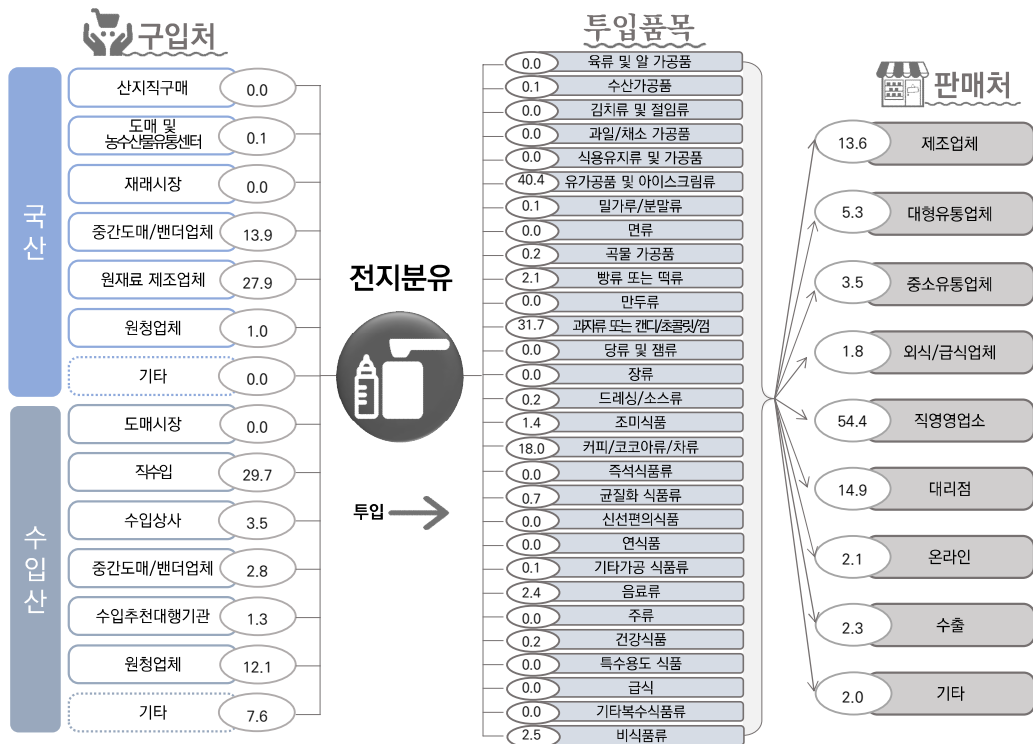 구입처
국산
산지직구매 0.0
도매 및
농수산물유통센터 0.1
재래시장 0.0
중간도매/밴더업체 13.9
원재료 제조업체 27.9
원청업체 1.0
기타 0.0
수입산
도매시장 0.0
직수입 29.7
수입상사 3.5
중간도매/밴더업체 2.8
수입추천대행기관 1.3
원청업체 12.1
기타 7.6
전지분유
투입
투입품목
0.0 육류 및 알 가공품
0.1 수산가공품
0.0 김치류 및 절임류
0.0 과일/채소 가공품
0.0 식용유지류 및 가공품
40.4 유가공품 및 아이스크림류
0.1 밀가루/분말류
0.0 면류
0.2 곡물 가공품
2.1 빵류 또는 떡류
0.0 만두류
31.7 과자류 또는 캔디/초콜릿/껌
0.0 당류 및 잼류
0.0 장류
0.2 드레싱/소스류
1.4 조미식품
18.0 커피/코코아류/차류
0.0 즉석식품류
0.7 균질화 식품류
0.0 신선편의식품
0.0 연식품
0.1 기타가공 식품류
2.4 음료류
0.0 주류
0.2 건강식품
0.0 특수용도 식품
0.0 급식
0.0 기타복수식품류
2.5 비식품류
판매처
13.6 제조업체
5.3 대형유통업체
3.5 중소유통업체
1.8 외식/급식업체
54.4 직영영업소
14.9 대리점
2.1 온라인
2.3 수출
2.0 기타